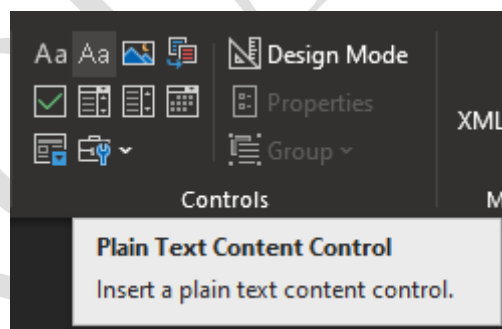 Aa Aa Design Mode
Properties
XML
Group
Controls
M
Plain Text Content Control
Insert a plain text content control.